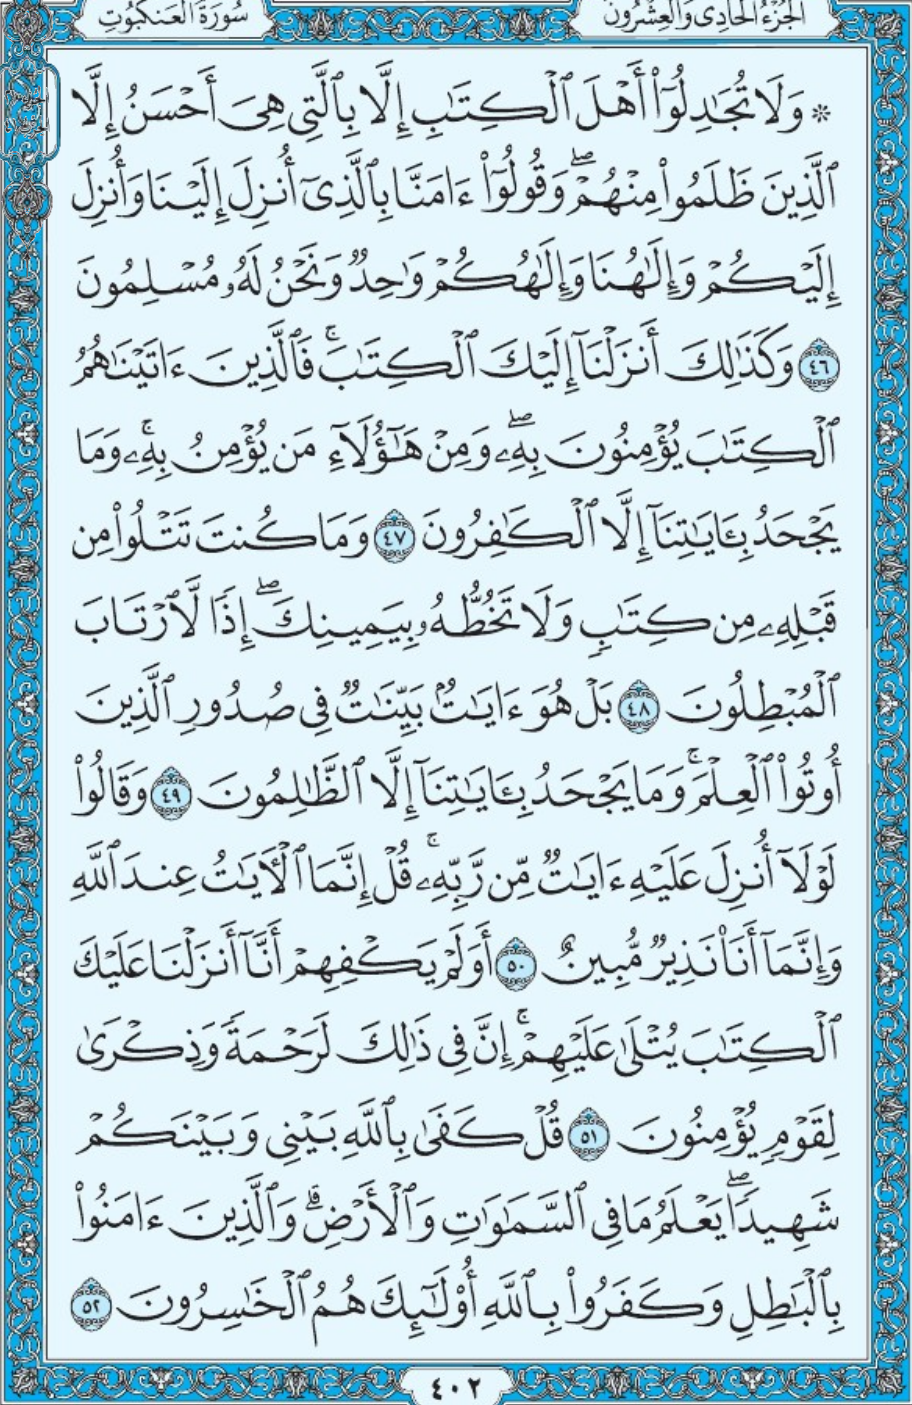 الجزء الحادي والعشرون
سورة العنكبوت
۞ وَلَا تُجَٰدِلُوٓا۟ أَهْلَ ٱلْكِتَٰبِ إِلَّا بِٱلَّتِى هِىَ أَحْسَنُ إِلَّا
ٱلَّذِينَ ظَلَمُوا۟ مِنْهُمْ ۖ وَقُولُوٓا۟ ءَامَنَّا بِٱلَّذِىٓ أُنزِلَ إِلَيْنَا وَأُنزِلَ
إِلَيْكُمْ وَإِلَٰهُنَا وَإِلَٰهُكُمْ وَٰحِدٌ وَنَحْنُ لَهُۥ مُسْلِمُونَ
٤٦ وَكَذَٰلِكَ أَنزَلْنَآ إِلَيْكَ ٱلْكِتَٰبَ ۚ فَٱلَّذِينَ ءَاتَيْنَٰهُمُ
ٱلْكِتَٰبَ يُؤْمِنُونَ بِهِۦ ۖ وَمِنْ هَٰٓؤُلَآءِ مَن يُؤْمِنُ بِهِۦ ۚ وَمَا
يَجْحَدُ بِـَٔايَٰتِنَآ إِلَّا ٱلْكَٰفِرُونَ ٤٧ وَمَا كُنتَ تَتْلُوا۟ مِن
قَبْلِهِۦ مِن كِتَٰبٍ وَلَا تَخُطُّهُۥ بِيَمِينِكَ ۖ إِذًا لَّٱرْتَابَ
ٱلْمُبْطِلُونَ ٤٨ بَلْ هُوَ ءَايَٰتٌۢ بَيِّنَٰتٌ فِى صُدُورِ ٱلَّذِينَ
أُوتُوا۟ ٱلْعِلْمَ ۚ وَمَا يَجْحَدُ بِـَٔايَٰتِنَآ إِلَّا ٱلظَّٰلِمُونَ ٤٩ وَقَالُوا۟
لَوْلَآ أُنزِلَ عَلَيْهِ ءَايَٰتٌ مِّن رَّبِّهِۦ ۚ قُلْ إِنَّمَا ٱلْءَايَٰتُ عِندَ ٱللَّهِ
وَإِنَّمَآ أَنَا۠ نَذِيرٌ مُّبِينٌ ٥٠ أَوَلَمْ يَكْفِهِمْ أَنَّآ أَنزَلْنَا عَلَيْكَ
ٱلْكِتَٰبَ يُتْلَىٰ عَلَيْهِمْ ۚ إِنَّ فِى ذَٰلِكَ لَرَحْمَةً وَذِكْرَىٰ
لِقَوْمٍ يُؤْمِنُونَ ٥١ قُلْ كَفَىٰ بِٱللَّهِ بَيْنِى وَبَيْنَكُمْ
شَهِيدًا ۖ يَعْلَمُ مَا فِى ٱلسَّمَٰوَٰتِ وَٱلْأَرْضِ ۗ وَٱلَّذِينَ ءَامَنُوا۟
بِٱلْبَٰطِلِ وَكَفَرُوا۟ بِٱللَّهِ أُو۟لَٰٓئِكَ هُمُ ٱلْخَٰسِرُونَ ٥٢
٤٠٢